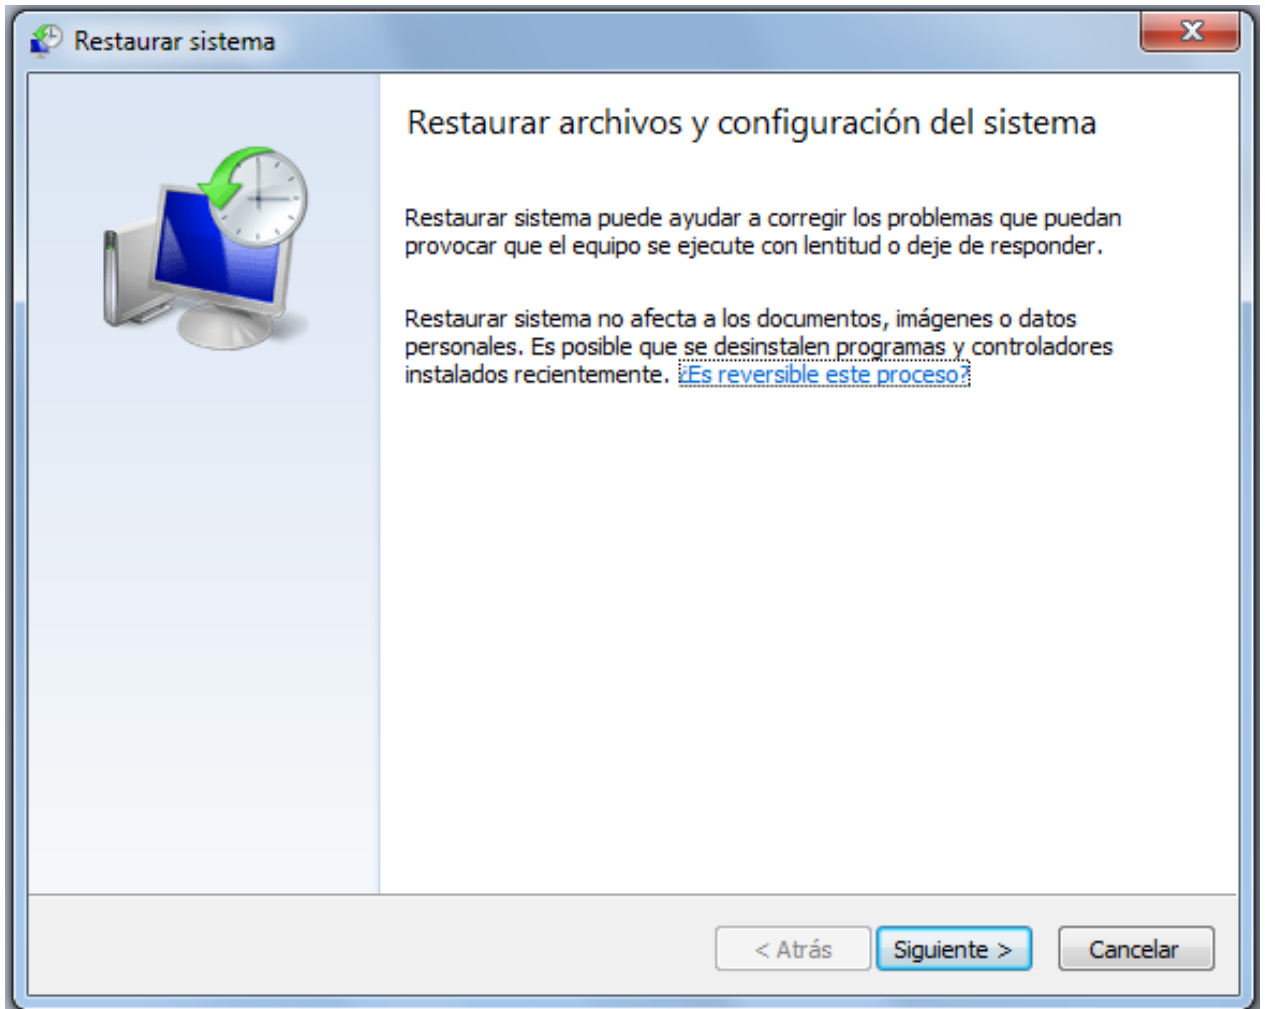 Restaurar sistema
Restaurar archivos y configuración del sistema
Restaurar sistema puede ayudar a corregir los problemas que puedan
provocar que el equipo se ejecute con lentitud o deje de responder.
Restaurar sistema no afecta a los documentos, imágenes o datos
personales. Es posible que se desinstalen programas y controladores
instalados recientemente. ¿Es reversible este proceso?
< Atrás Siguiente > Cancelar